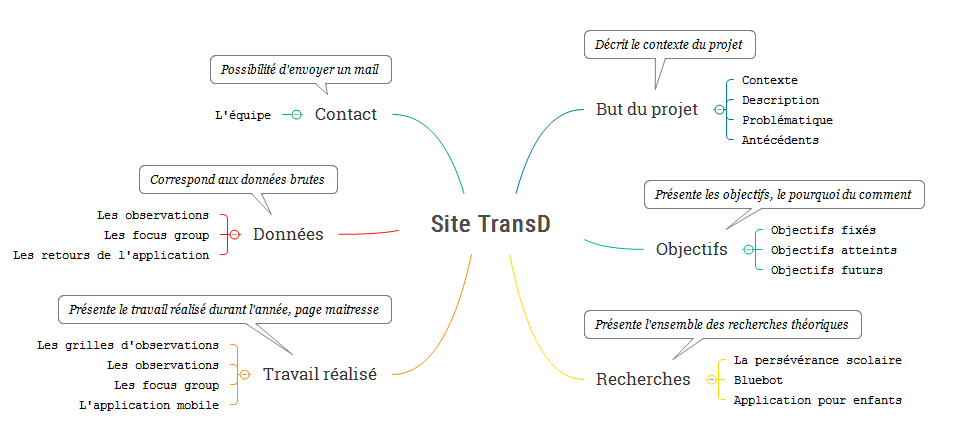 Site TransD
Décrit le contexte du projet
But du projet
Contexte
Description
Problématique
Antécédents
Présente les objectifs, le pourquoi du comment
Objectifs
Objectifs fixés
Objectifs atteints
Objectifs futurs
Présente l'ensemble des recherches théoriques
Recherches
La persévérance scolaire
Bluebot
Application pour enfants
Possibilité d'envoyer un mail
Contact
L'équipe
Correspond aux données brutes
Données
Les observations
Les focus group
Les retours de l'application
Présente le travail réalisé durant l'année, page maitresse
Travail réalisé
Les grilles d'observations
Les observations
Les focus group
L'application mobile